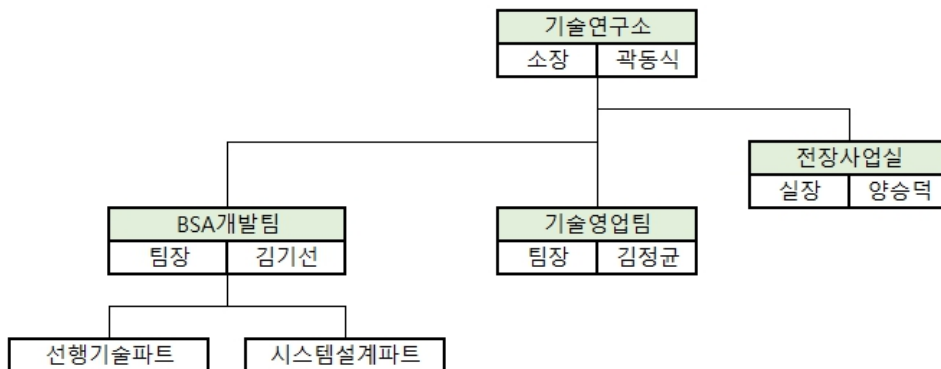 기술연구소
소장 곽동식
전장사업실
실장 양승덕
BSA개발팀
팀장 김기선
기술영업팀
팀장 김정균
선행기술파트
시스템설계파트